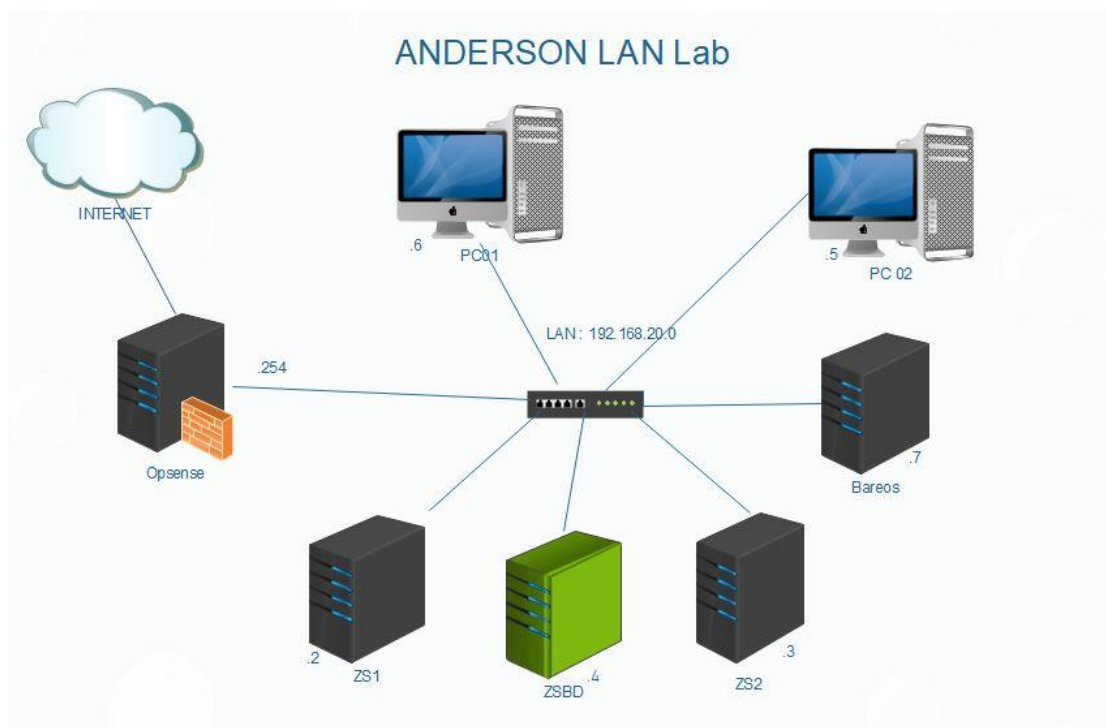 ANDERSON LAN Lab
INTERNET
.6
PC01
.5
PC 02
LAN : 192.168.20.0
.254
Opsense
.7
Bareos
.2
ZS1
.4
ZSBD
.3
ZS2